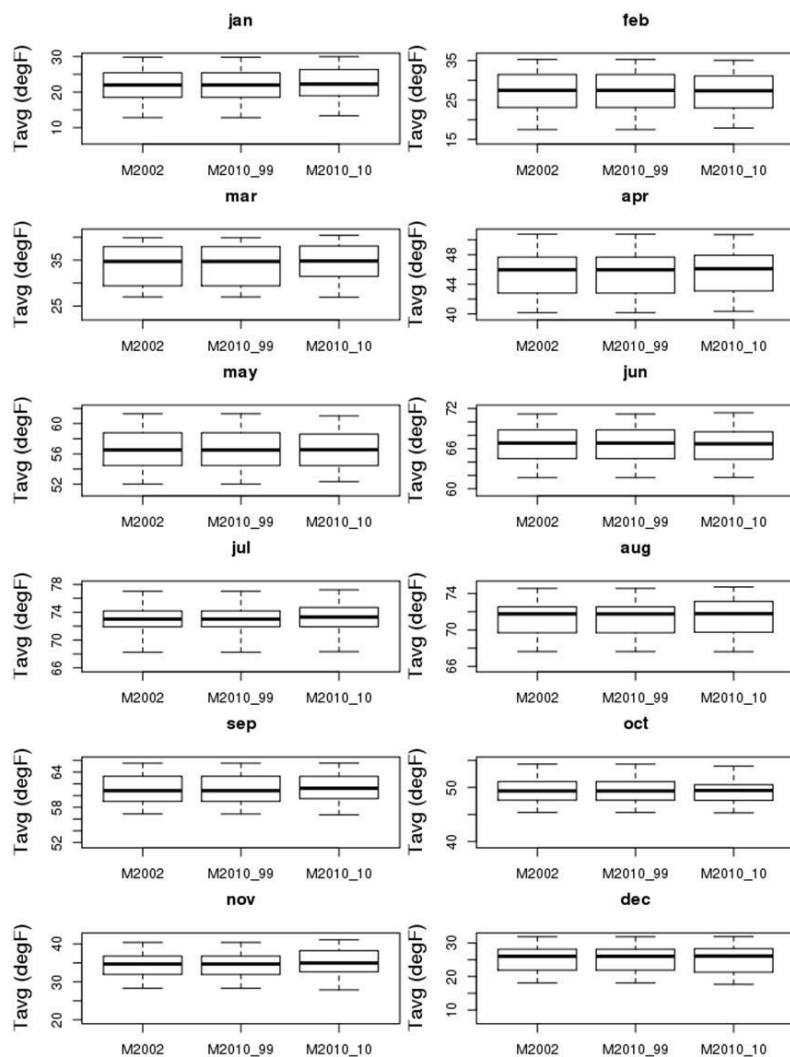 jan
feb
Tavg (degF)
10 20 30
M2002 M2010_99 M2010_10
Tavg (degF)
15 25 35
M2002 M2010_99 M2010_10
mar
apr
Tavg (degF)
25 35
M2002 M2010_99 M2010_10
Tavg (degF)
40 44 48
M2002 M2010_99 M2010_10
may
jun
Tavg (degF)
52 56 60
M2002 M2010_99 M2010_10
Tavg (degF)
60 66 72
M2002 M2010_99 M2010_10
jul
aug
Tavg (degF)
66 70 74 78
M2002 M2010_99 M2010_10
Tavg (degF)
66 70 74
M2002 M2010_99 M2010_10
sep
oct
Tavg (degF)
52 58 64
M2002 M2010_99 M2010_10
Tavg (degF)
40 50
M2002 M2010_99 M2010_10
nov
dec
Tavg (degF)
20 30 40
M2002 M2010_99 M2010_10
Tavg (degF)
10 20 30
M2002 M2010_99 M2010_10